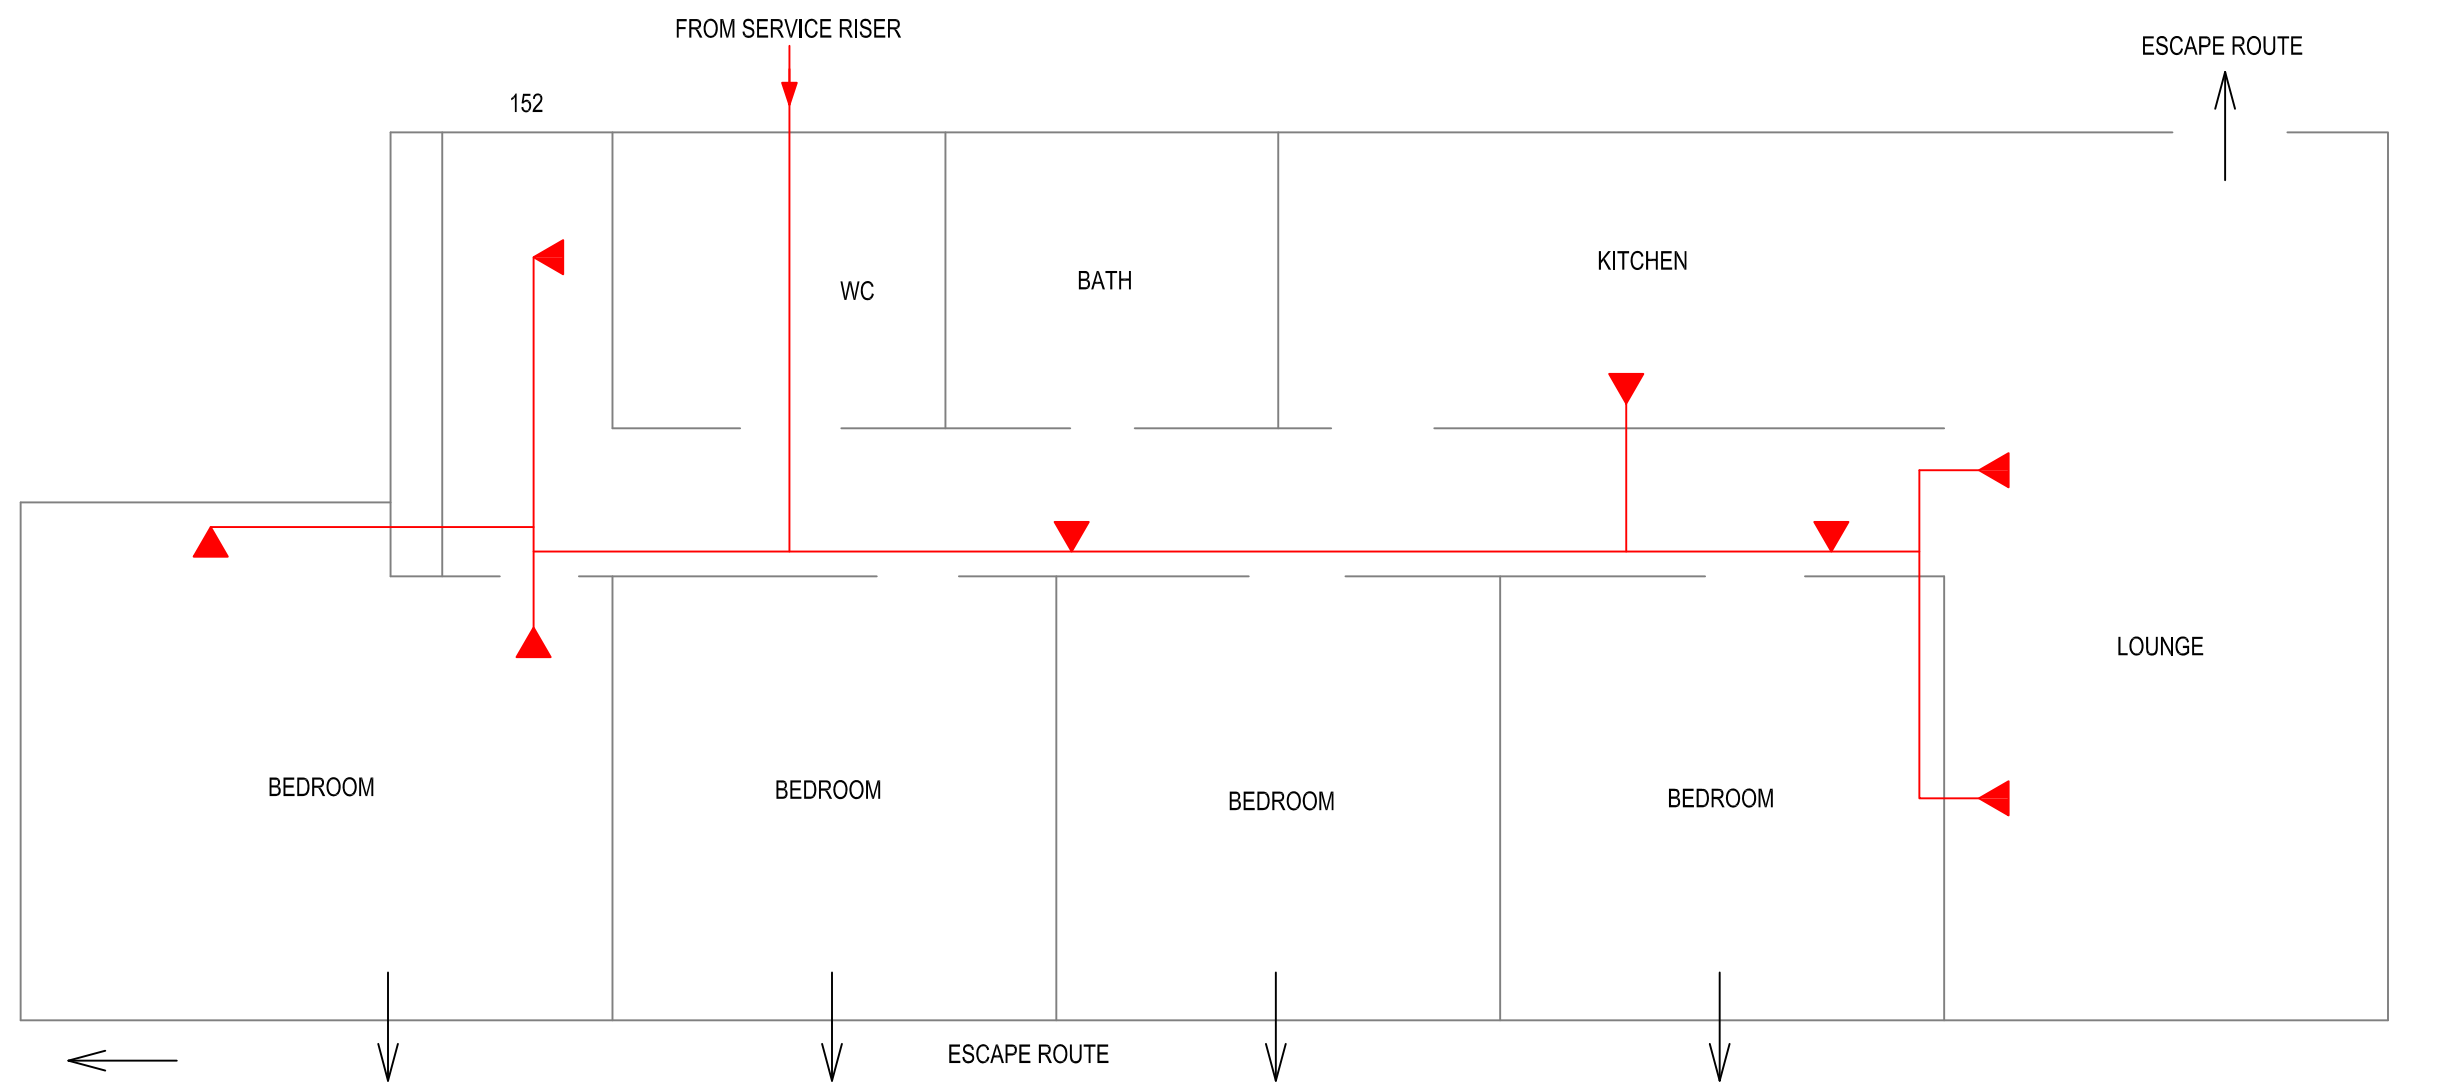 FROM SERVICE RISER
ESCAPE ROUTE
152
KITCHEN
BATH
WC
LOUNGE
BEDROOM
BEDROOM
BEDROOM
BEDROOM
ESCAPE ROUTE